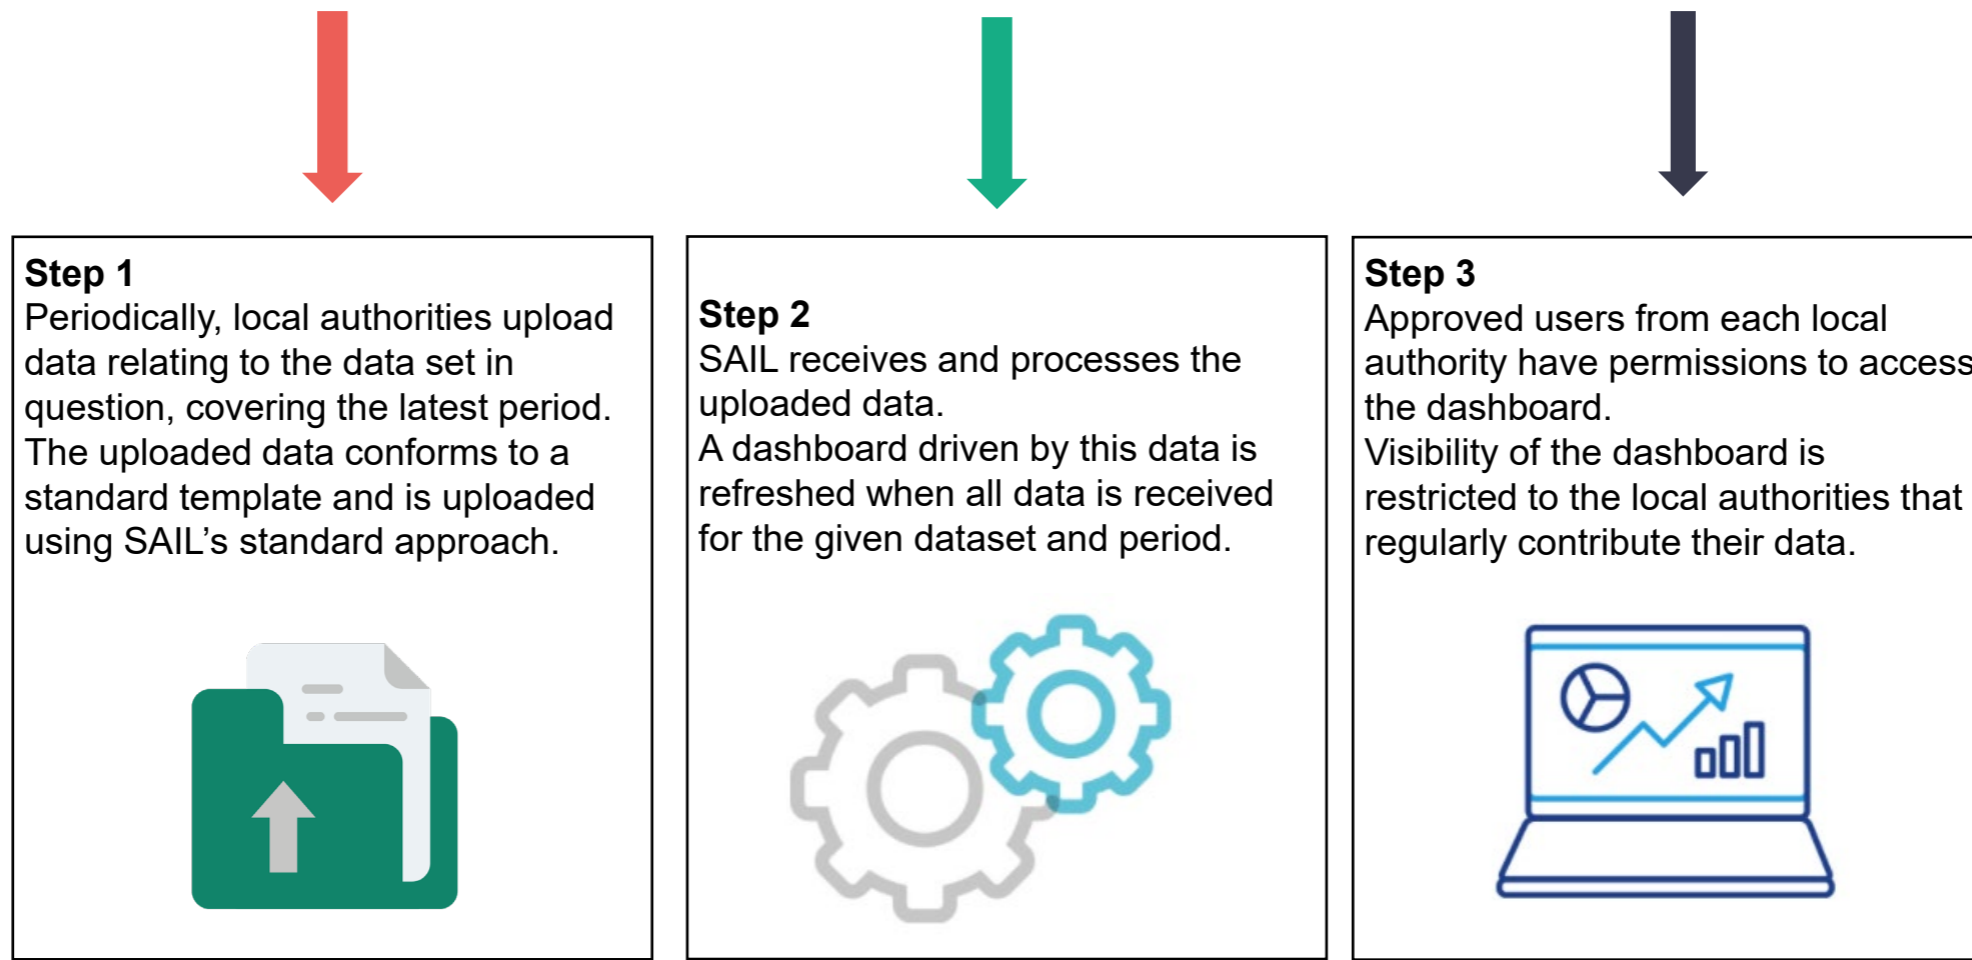 Step 1
Periodically, local authorities upload
data relating to the data set in
question, covering the latest period.
The uploaded data conforms to a
standard template and is uploaded
using SAIL’s standard approach.
Step 2
SAIL receives and processes the
uploaded data.
A dashboard driven by this data is
refreshed when all data is received
for the given dataset and period.
Step 3
Approved users from each local
authority have permissions to access
the dashboard.
Visibility of the dashboard is
restricted to the local authorities that
regularly contribute their data.